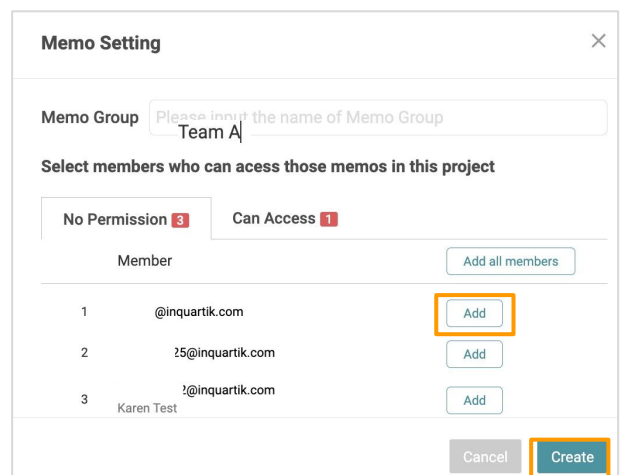 Memo Setting
Memo Group Please input the name of Memo Group
Team A
Select members who can acess those memos in this project
No Permission 3 Can Access 1
Member Add all members
1 @inquartik.com Add
2 25@inquartik.com Add
3 2@inquartik.com Add
Karen Test
Cancel Create